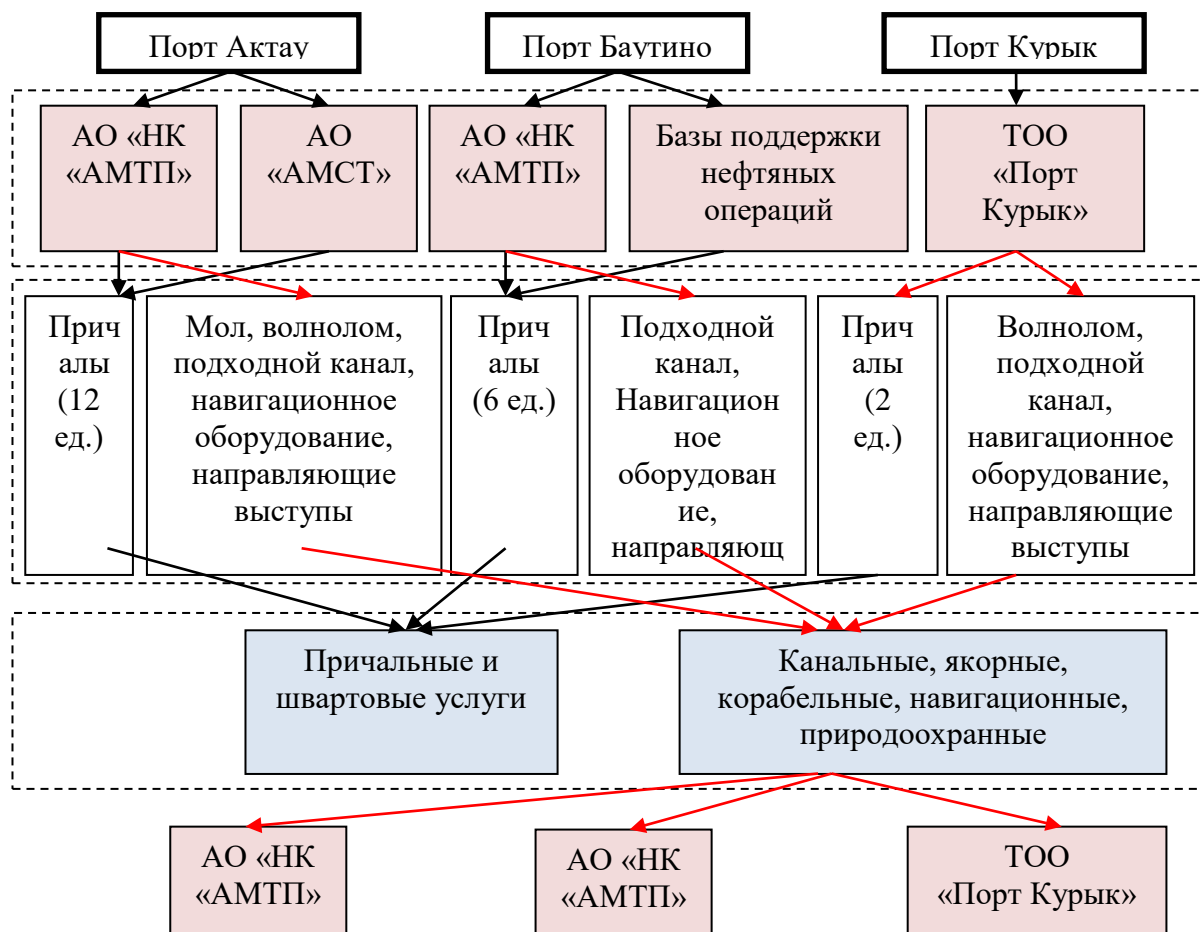 Порт Актау
Порт Баутино
Порт Курык
АО «НК
«АМТП»
АО
«АМСТ»
АО «НК
«АМТП»
Базы поддержки
нефтяных
операций
ТОО
«Порт
Курык»
Прич
алы
(12
ед.)
Мол, волнолом,
подходной канал,
навигационное
оборудование,
направляющие
выступы
Прич
алы
(6 ед.)
Подходной
канал,
Навигацион
ное
оборудован
ие,
направляющ
Прич
алы
(2
ед.)
Волнолом,
подходной
канал,
навигационное
оборудование,
направляющие
выступы
Причальные и
швартовые услуги
Канальные, якорные,
корабельные, навигационные,
природоохранные
АО «НК
«АМТП»
АО «НК
«АМТП»
ТОО
«Порт Курык»